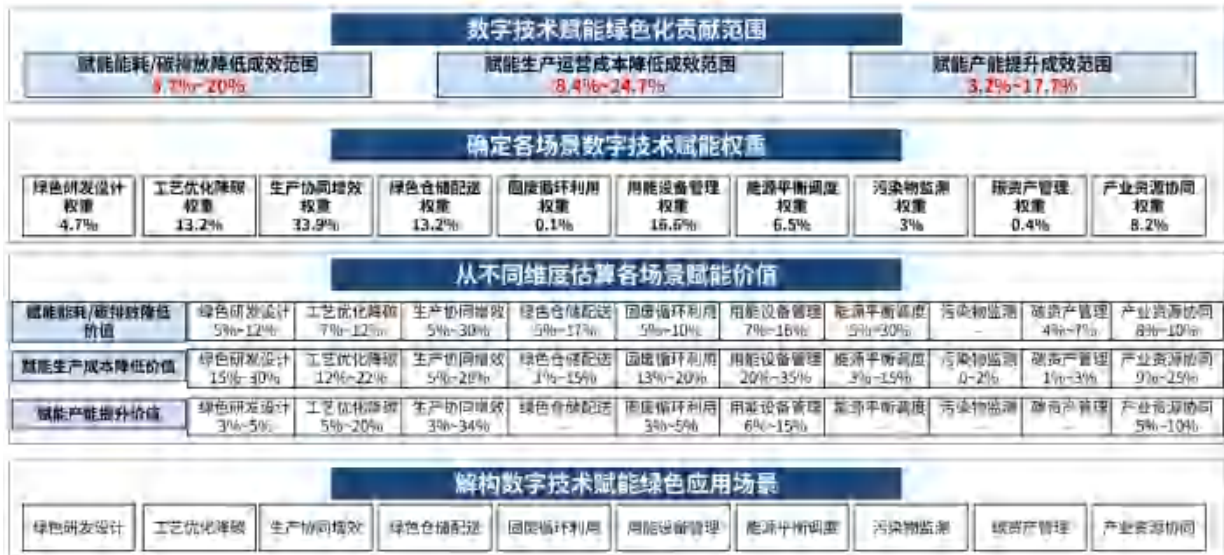 数字技术赋能绿色化贡献范围
赋能能耗/碳排放降低成效范围
赋能生产运营成本降低成效范围
赋能产能提升成效范围
8.4%~24.7%
3.2%~17.7%
确定各场景数字技术赋能权重
绿色研发设计 工艺优化降碳 生产协同增效 绿色仓储配送 固废循环利用 用能设备管理 能源平衡调度 污染物监测 碳资产管理 产业资源协同
权重 权重 权重 权重 权重 权重 权重 权重 权重 权重
4.7% 13.2% 33.9% 13.2% 0.1% 16.6% 6.5% 3% 0.4% 8.2%
从不同维度估算各场景赋能价值
赋能能耗/碳排放降低 绿色研发设计 工艺优化降碳 生产协同增效 绿色仓储配送 固废循环利用 用能设备管理 能源平衡调度 污染物监测 碳资产管理 产业资源协同
价值 5%~12% 7%~12% 5%~30% 5%~17% 5%~10% 7%~16% 5%~30% – 4%~7% 8%~10%
赋能生产成本降低价值 绿色研发设计 工艺优化降碳 生产协同增效 绿色仓储配送 固废循环利用 用能设备管理 能源平衡调度 污染物监测 碳资产管理 产业资源协同
15%~30% 12%~22% 5%~28% 1%~15% 13%~20% 20%~35% 3%~15% 0~2% 1%~3% 9%~25%
赋能产能提升价值 绿色研发设计 工艺优化降碳 生产协同增效 绿色仓储配送 固废循环利用 用能设备管理 能源平衡调度 污染物监测 碳资产管理 产业资源协同
3%~5% 5%~20% 3%~34% – 3%~5% 6%~15% – – – 5%~10%
解构数字技术赋能绿色应用场景
绿色研发设计 工艺优化降碳 生产协同增效 绿色仓储配送 固废循环利用 用能设备管理 能源平衡调度 污染物监测 碳资产管理 产业资源协同